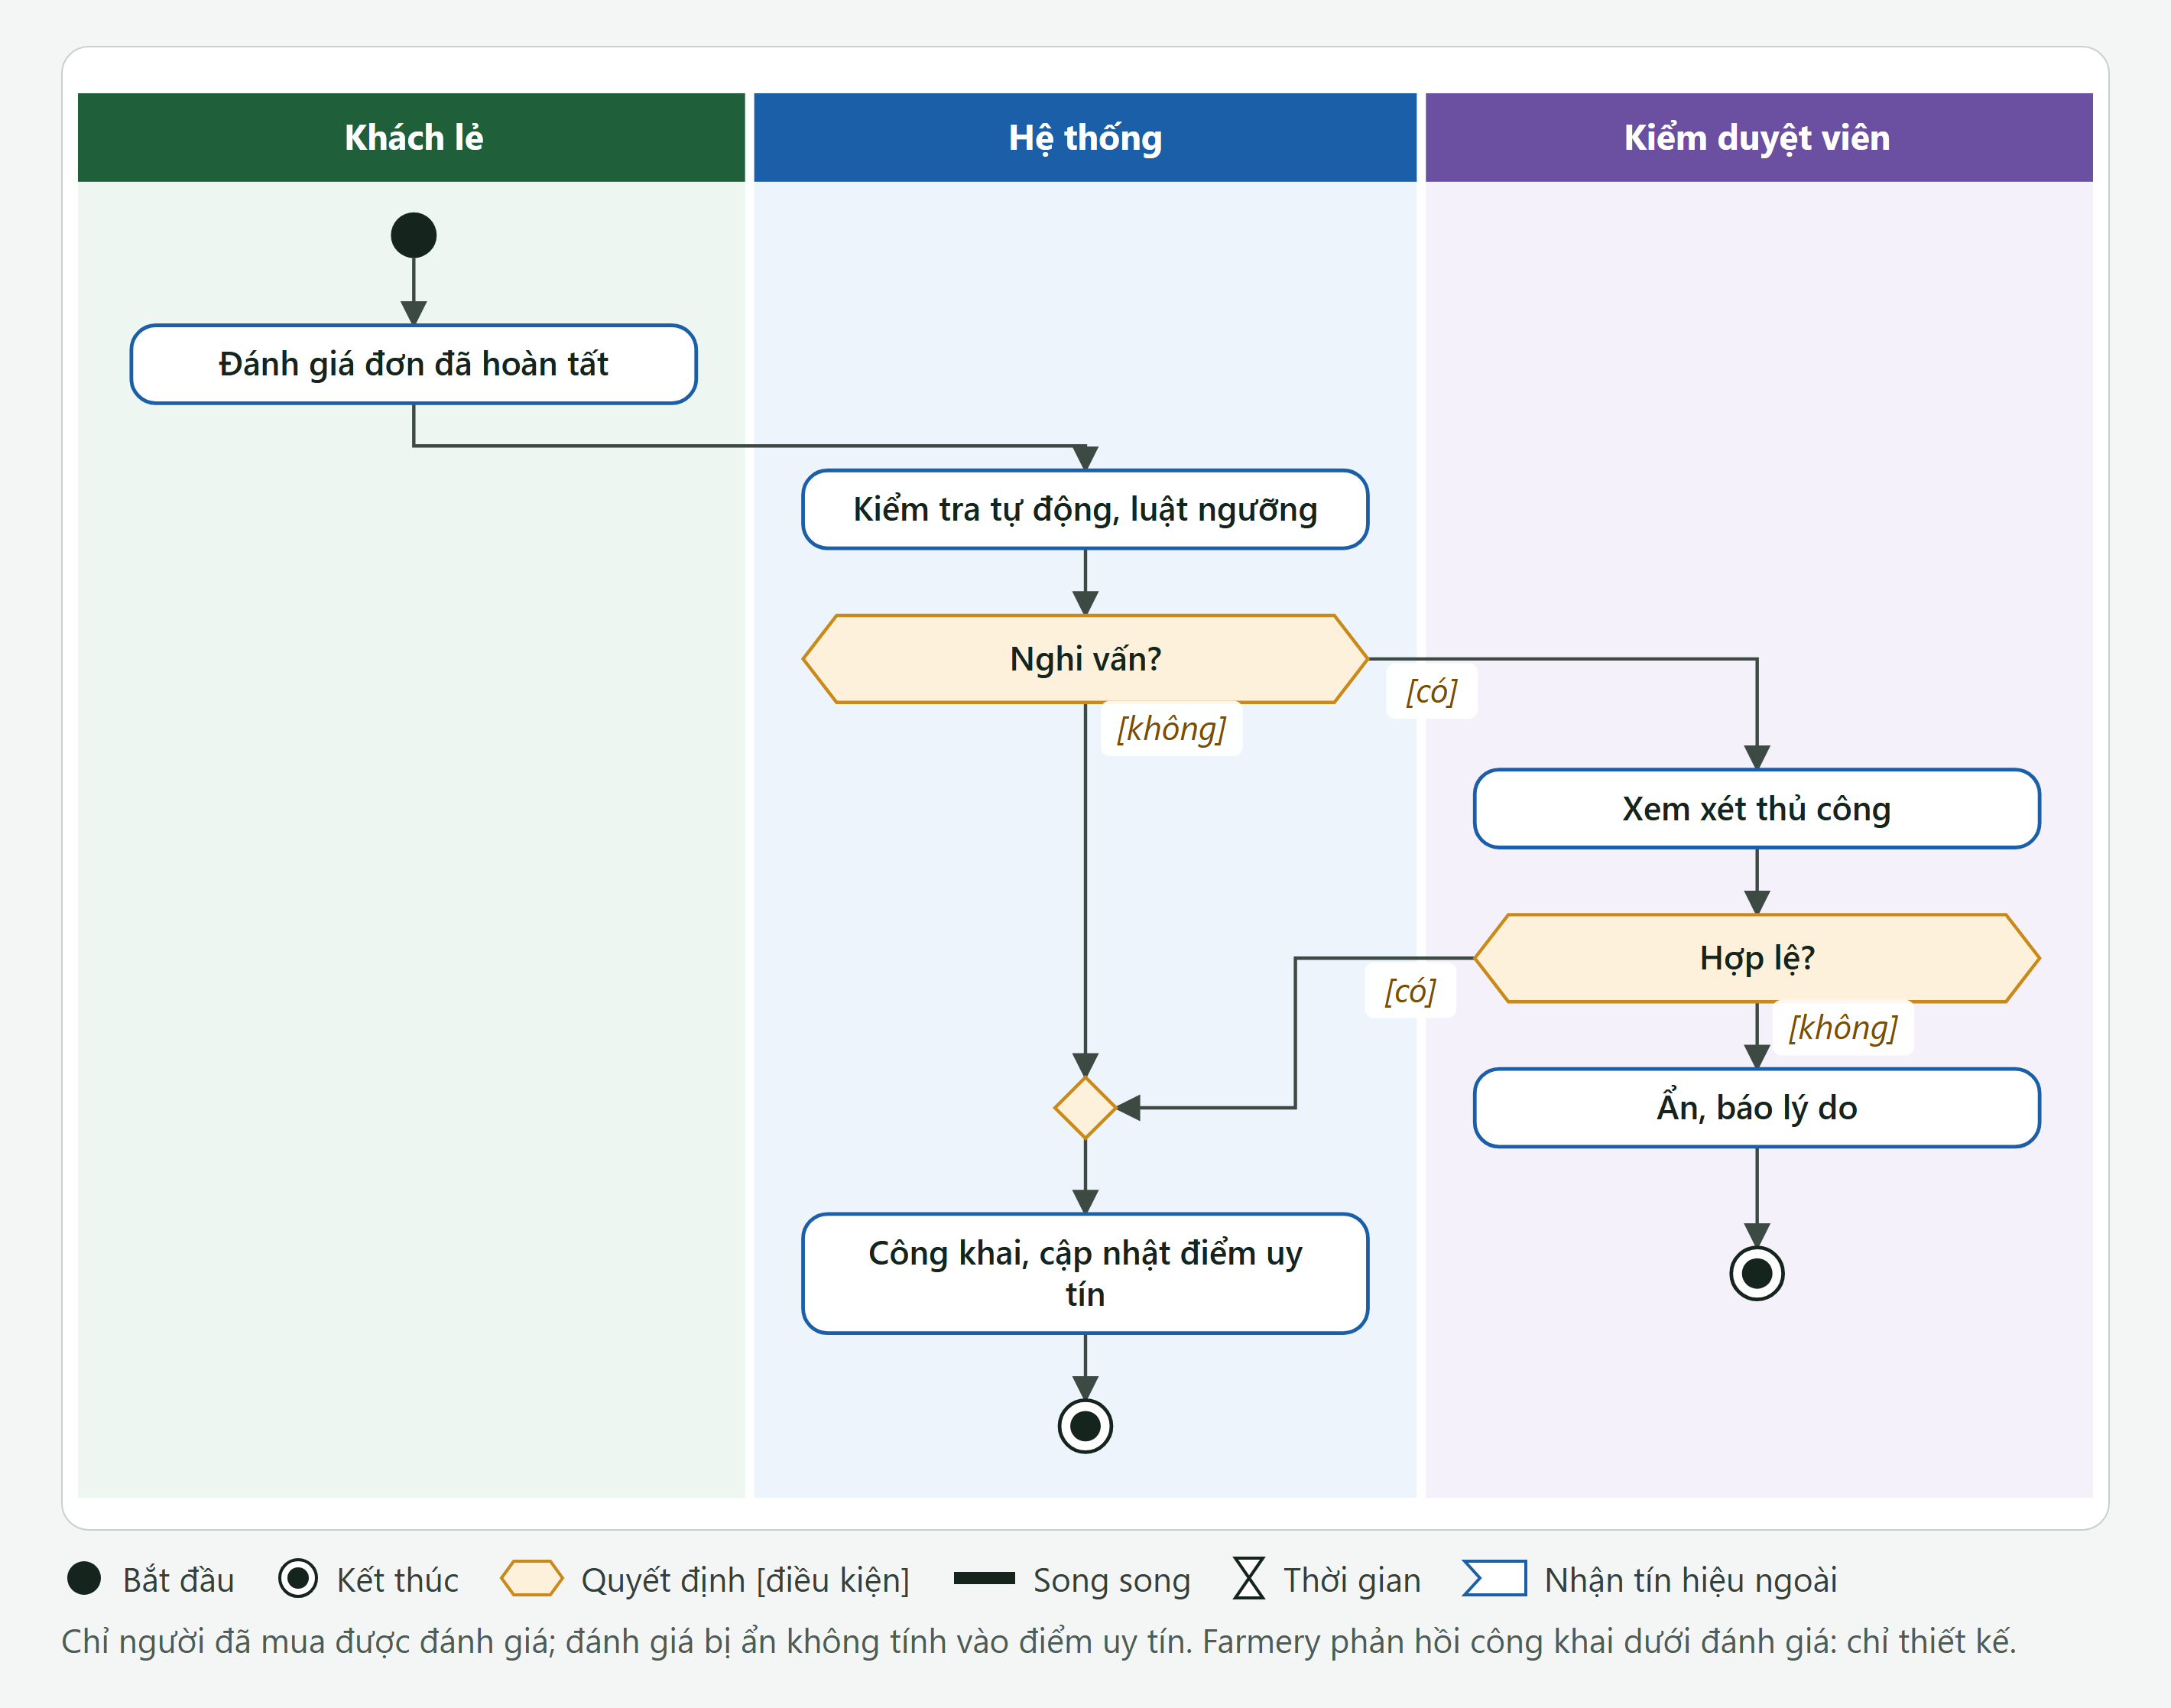 Khách lẻ
Hệ thống
Kiểm duyệt viên
Đánh giá đơn đã hoàn tất
Kiểm tra tự động, luật ngưỡng
Nghi vấn?
[có]
[không]
Xem xét thủ công
Hợp lệ?
[có]
[không]
Ẩn, báo lý do
Công khai, cập nhật điểm uy
tín
Bắt đầu
Kết thúc
Quyết định [điều kiện]
Song song
Thời gian
Nhận tín hiệu ngoài
Chỉ người đã mua được đánh giá; đánh giá bị ẩn không tính vào điểm uy tín. Farmery phản hồi công khai dưới đánh giá: chỉ thiết kế.